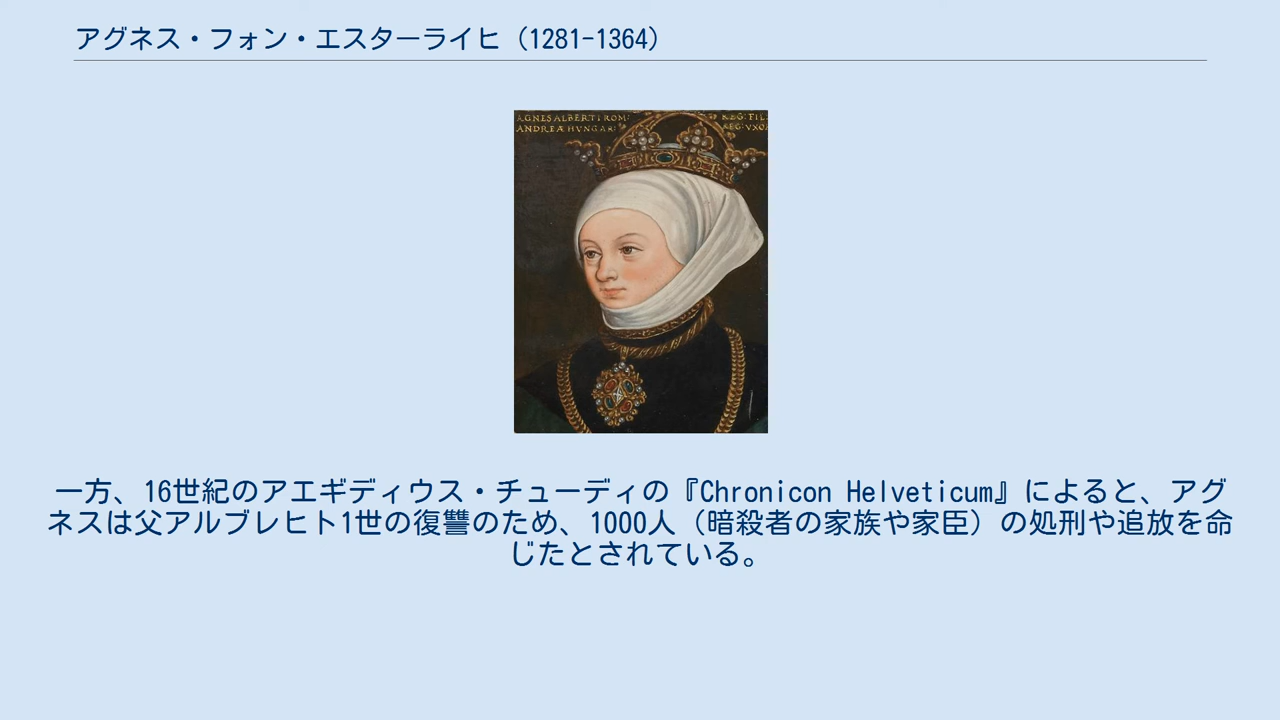 アグネス・フォン・エスターライヒ（1281-1364）
AGNES ALBERTI ROM: REG: FIL:
ANDREÆ HVNGAR: REG: VXOR
一方、16世紀のアエギディウス・チューディの『Chronicon Helveticum』によると、アグ
ネスは父アルブレヒト1世の復讐のため、1000人（暗殺者の家族や家臣）の処刑や追放を命
じたとされている。